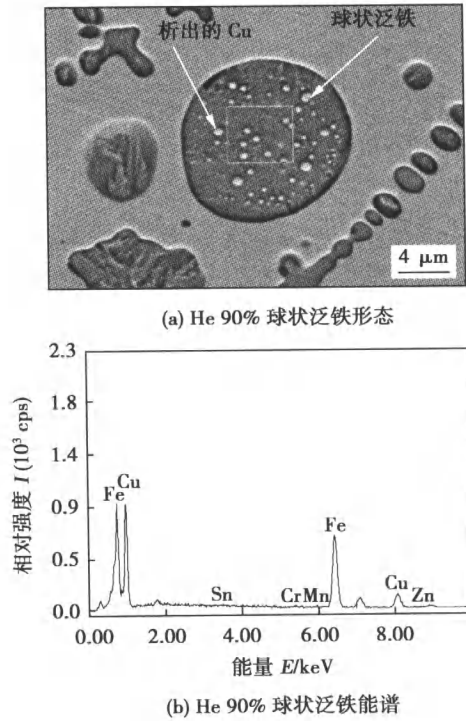 析出的 Cu
球状泛铁
4 μm
(a) He 90% 球状泛铁形态
2.3
1.8
1.4
0.9
0.5
0.0
相对强度 I (10³ cps)
Fe
Cu
Sn
CrMn
Fe
Cu
Zn
0.00
2.00
4.00
6.00
8.00
能量 E/keV
(b) He 90% 球状泛铁能谱